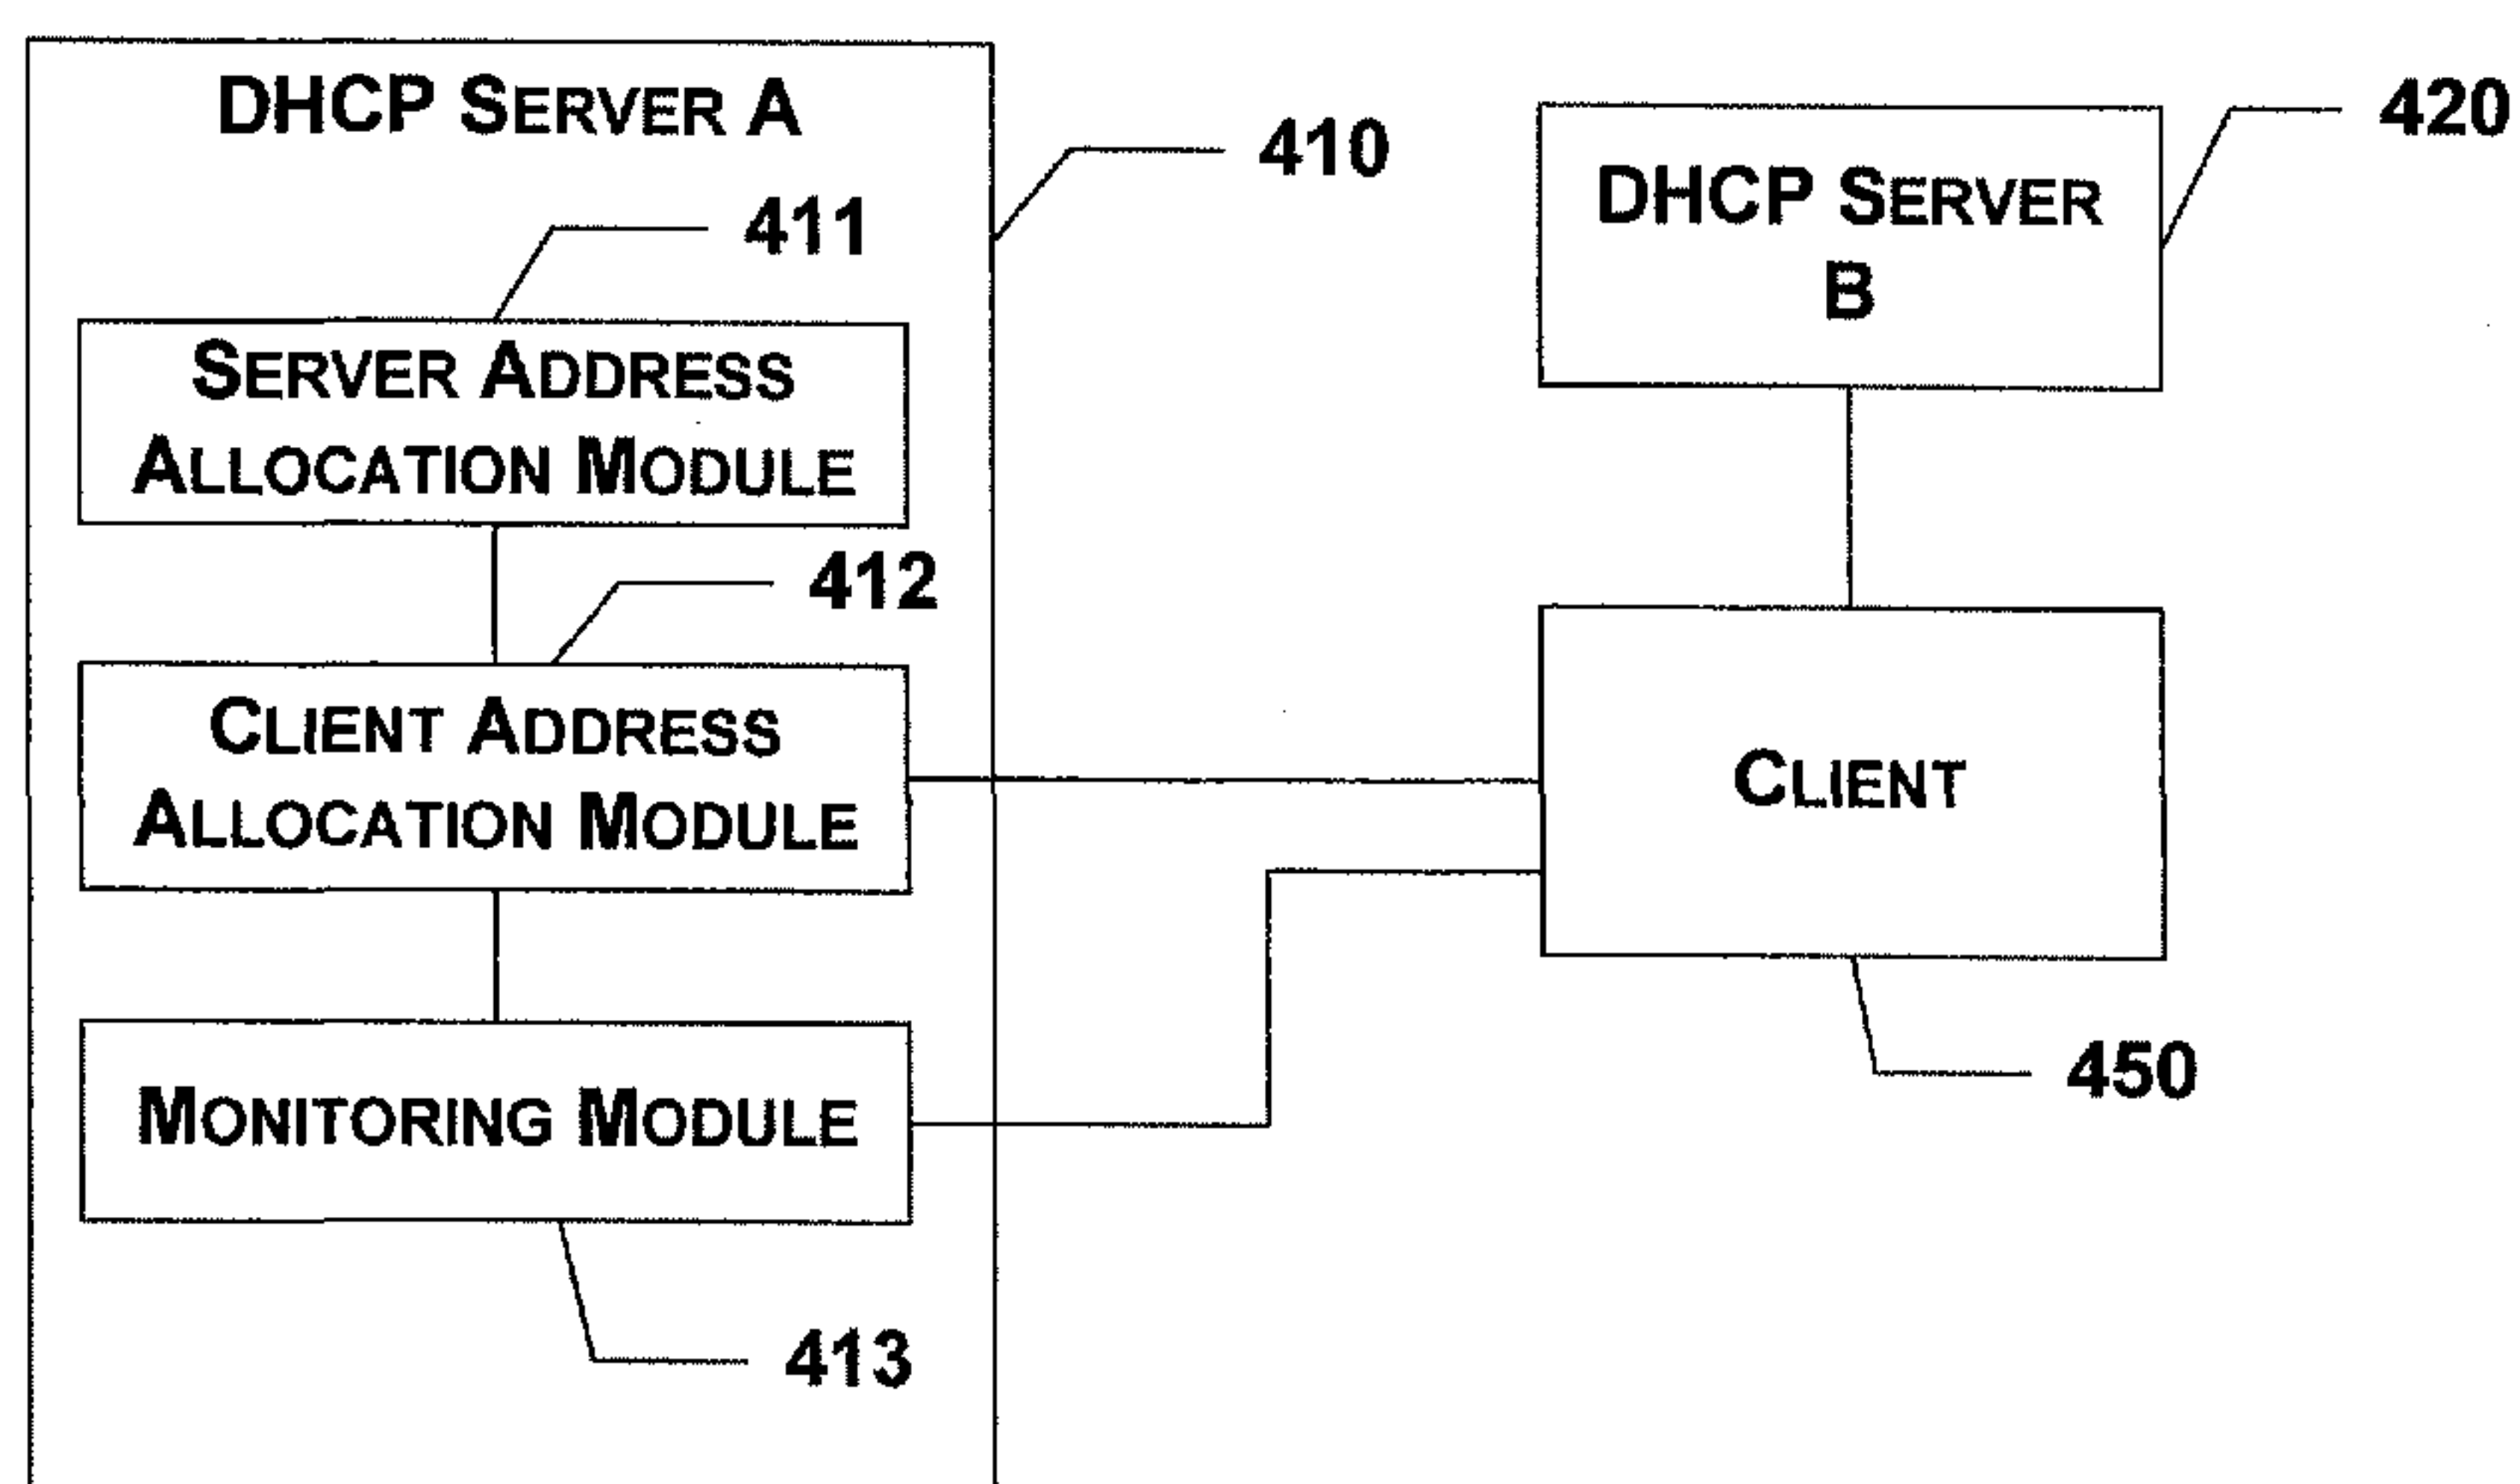 DHCP SERVER A
410
420
DHCP SERVER
B
411
SERVER ADDRESS
ALLOCATION MODULE
412
CLIENT ADDRESS
ALLOCATION MODULE
CLIENT
450
MONITORING MODULE
413